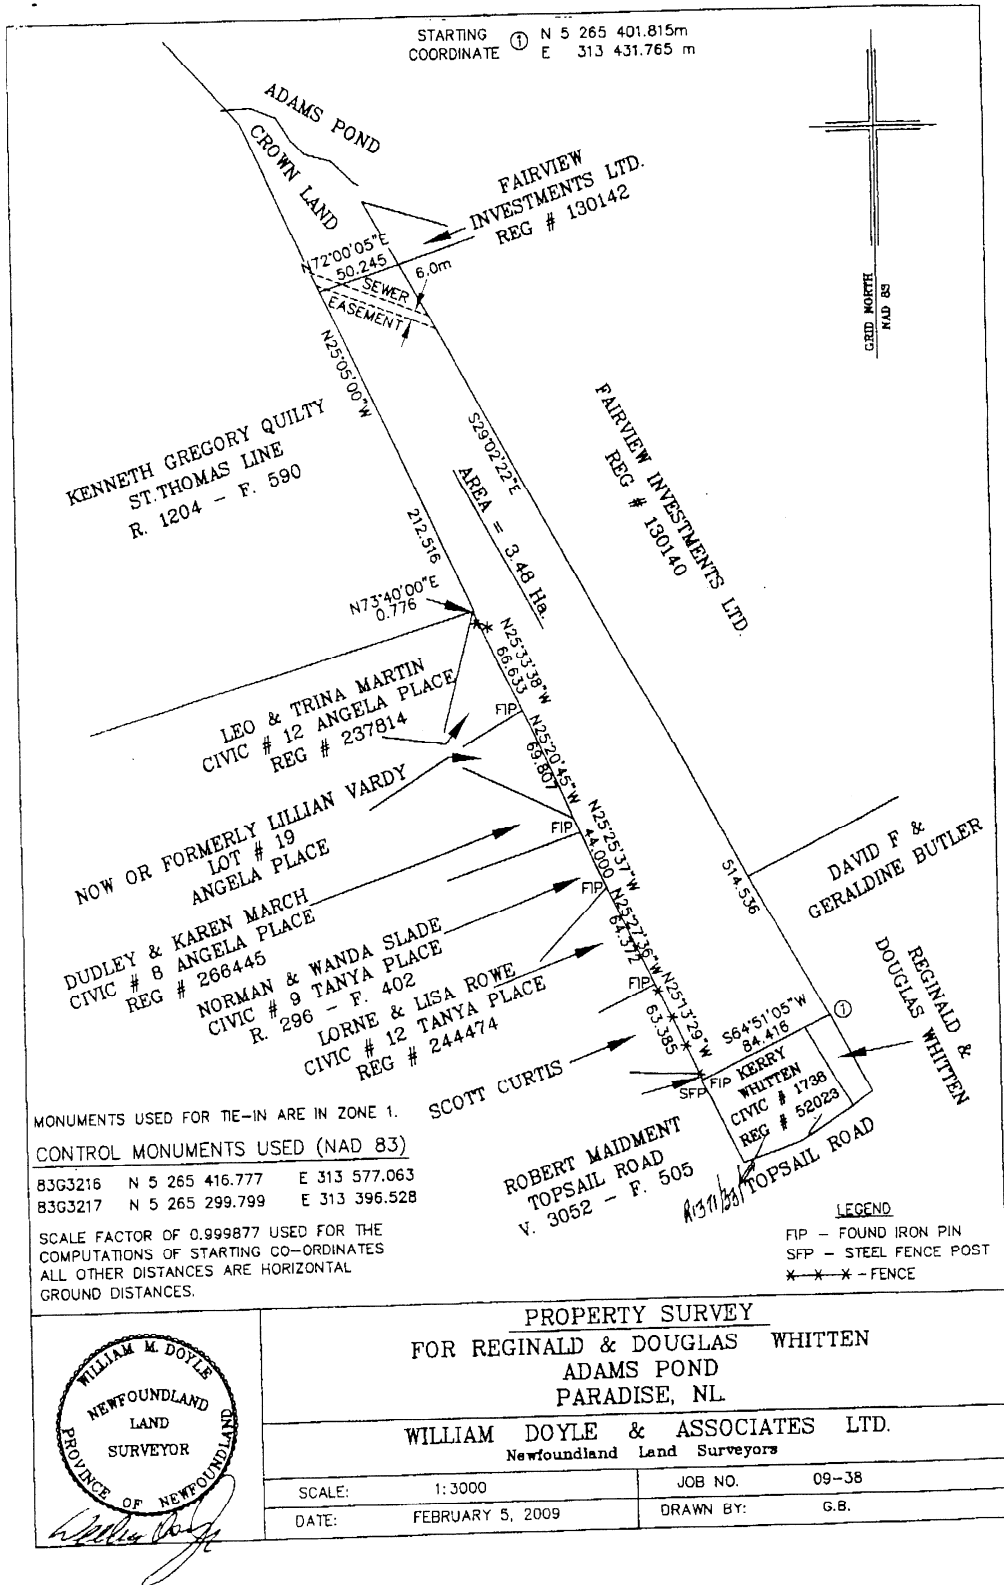 STARTING COORDINATE ① N 5 265 401.815m
E 313 431.765 m
ADAMS POND
CROWN LAND
FAIRVIEW
INVESTMENTS LTD.
REG # 130142
N72°00'05"E
50.245
6.0m
SEWER
EASEMENT
GRID NORTH
NAD 83
N25°05'00"W
212.516
KENNETH GREGORY QUILTY
ST.THOMAS LINE
R. 1204 - F. 590
S29°02'22"E
514.536
AREA = 3.48 Ha.
FAIRVIEW INVESTMENTS LTD.
REG # 130140
N73°40'00"E
0.776
N25°33'38"W
66.633
LEO & TRINA MARTIN
CIVIC # 12 ANGELA PLACE
REG # 237814
FIP
N25°20'45"W
69.807
NOW OR FORMERLY LILLIAN VARDY
LOT # 19
ANGELA PLACE
FIP
N25°25'37"W
44.000
DUDLEY & KAREN MARCH
CIVIC # 8 ANGELA PLACE
REG # 266445
FIP
N25°27'36"W
64.372
NORMAN & WANDA SLADE
CIVIC # 9 TANYA PLACE
R. 296 - F. 402
LORNE & LISA ROWE
CIVIC # 12 TANYA PLACE
REG # 244474
FIP
N25°13'29"W
63.385
SCOTT CURTIS
DAVID F &
GERALDINE BUTLER
REGINALD &
DOUGLAS WHITTEN
S64°51'05"W
84.416
①
SFP
FIP
KERRY
WHITTEN
CIVIC # 1738
REG # 52023
ROBERT MAIDMENT
TOPSAIL ROAD
V. 3052 - F. 505
TOPSAIL ROAD
MONUMENTS USED FOR TIE-IN ARE IN ZONE 1.
CONTROL MONUMENTS USED (NAD 83)
83G3216 N 5 265 416.777 E 313 577.063
83G3217 N 5 265 299.799 E 313 396.528
SCALE FACTOR OF 0.999877 USED FOR THE
COMPUTATIONS OF STARTING CO-ORDINATES
ALL OTHER DISTANCES ARE HORIZONTAL
GROUND DISTANCES.
LEGEND
FIP - FOUND IRON PIN
SFP - STEEL FENCE POST
X-X-X - FENCE
WILLIAM M. DOYLE
NEWFOUNDLAND
LAND
SURVEYOR
PROVINCE OF NEWFOUNDLAND
PROPERTY SURVEY
FOR REGINALD & DOUGLAS WHITTEN
ADAMS POND
PARADISE, NL.
WILLIAM DOYLE & ASSOCIATES LTD.
Newfoundland Land Surveyors
SCALE: 1:3000 JOB NO. 09-38
DATE: FEBRUARY 5, 2009 DRAWN BY: G.B.